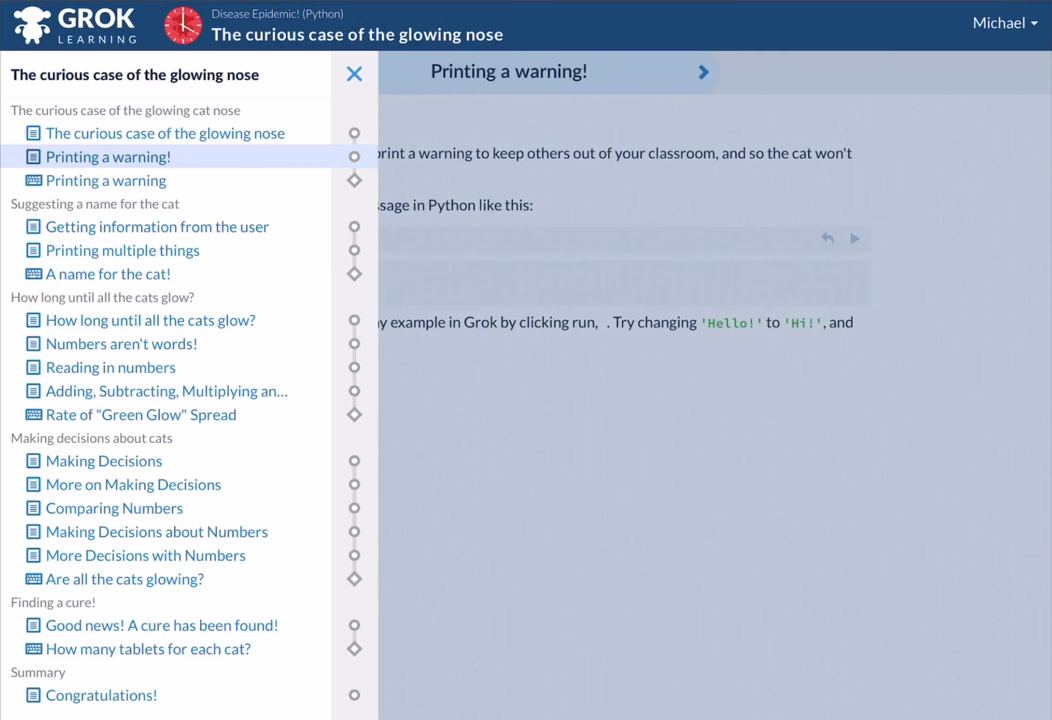 GROK
LEARNING
Disease Epidemic! (Python)
The curious case of the glowing nose
Michael
The curious case of the glowing nose
Printing a warning!
The curious case of the glowing cat nose
The curious case of the glowing nose
Printing a warning!
Printing a warning
Suggesting a name for the cat
Getting information from the user
Printing multiple things
A name for the cat!
How long until all the cats glow?
How long until all the cats glow?
Numbers aren't words!
Reading in numbers
Adding, Subtracting, Multiplying an...
Rate of "Green Glow" Spread
Making decisions about cats
Making Decisions
More on Making Decisions
Comparing Numbers
Making Decisions about Numbers
More Decisions with Numbers
Are all the cats glowing?
Finding a cure!
Good news! A cure has been found!
How many tablets for each cat?
Summary
Congratulations!
print a warning to keep others out of your classroom, and so the cat won't
ssage in Python like this:
y example in Grok by clicking run, . Try changing 'Hello!' to 'Hi!', and